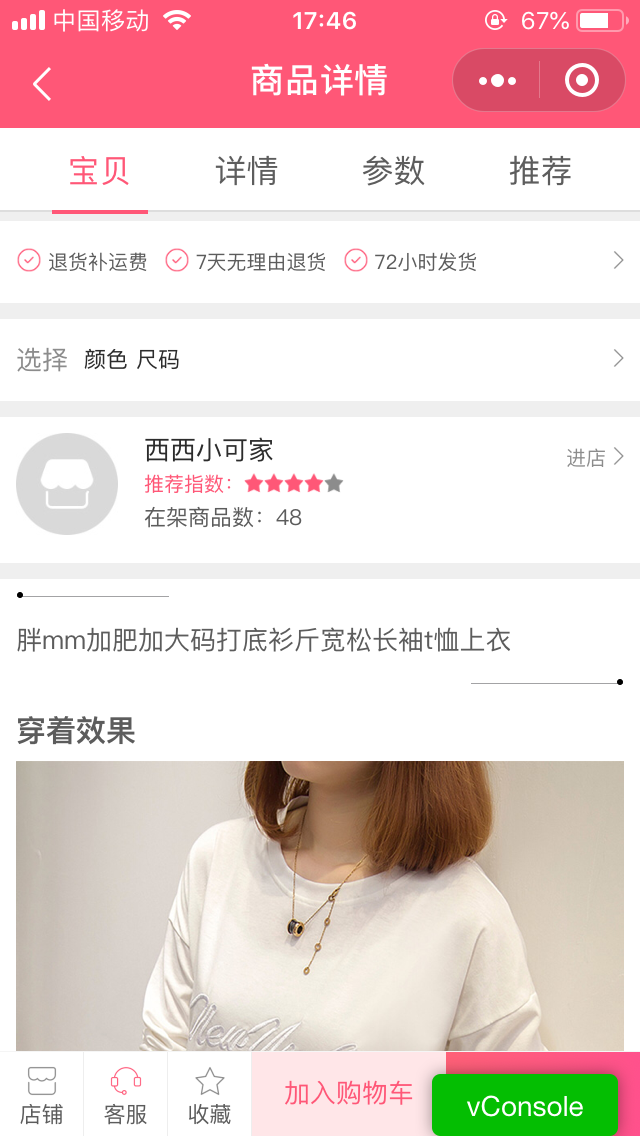 中国移动 17:46 67%
商品详情
宝贝 详情 参数 推荐
退货补运费 7天无理由退货 72小时发货
选择 颜色 尺码
西西小可家
进店
推荐指数：
在架商品数：48
胖mm加肥加大码打底衫斤宽松长袖t恤上衣
穿着效果
店铺 客服 收藏 加入购物车 vConsole